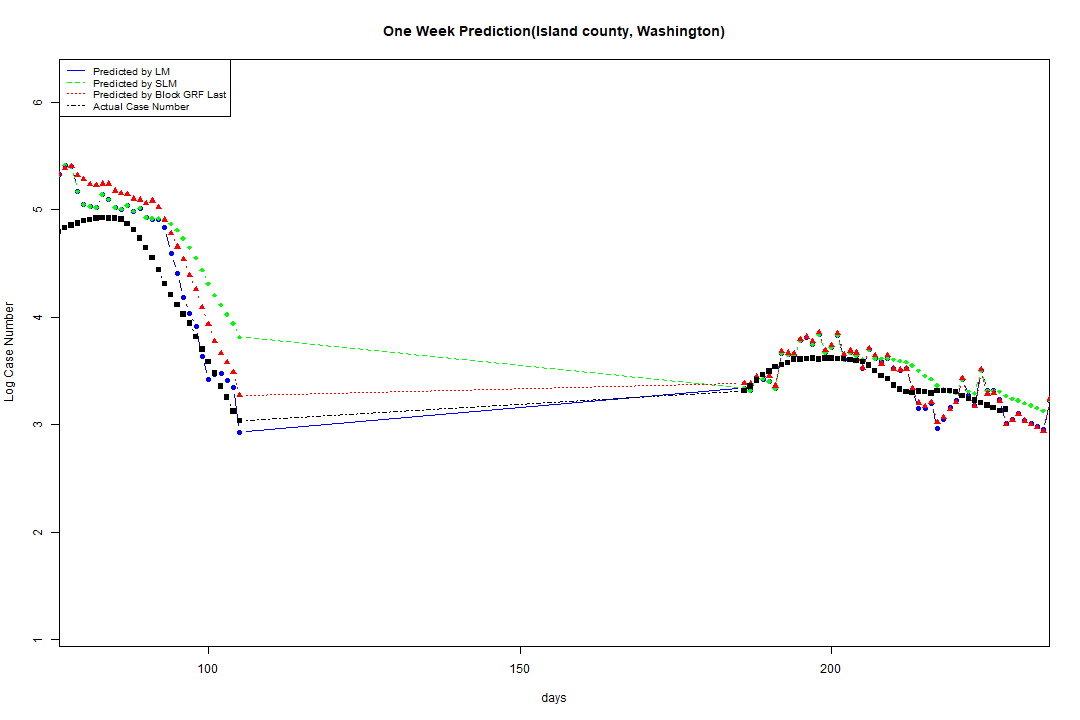 One Week Prediction(Island county, Washington)
Predicted by LM
Predicted by SLM
Predicted by Block GRF Last
Actual Case Number
6
5
4
3
2
1
Log Case Number
100
150
200
days